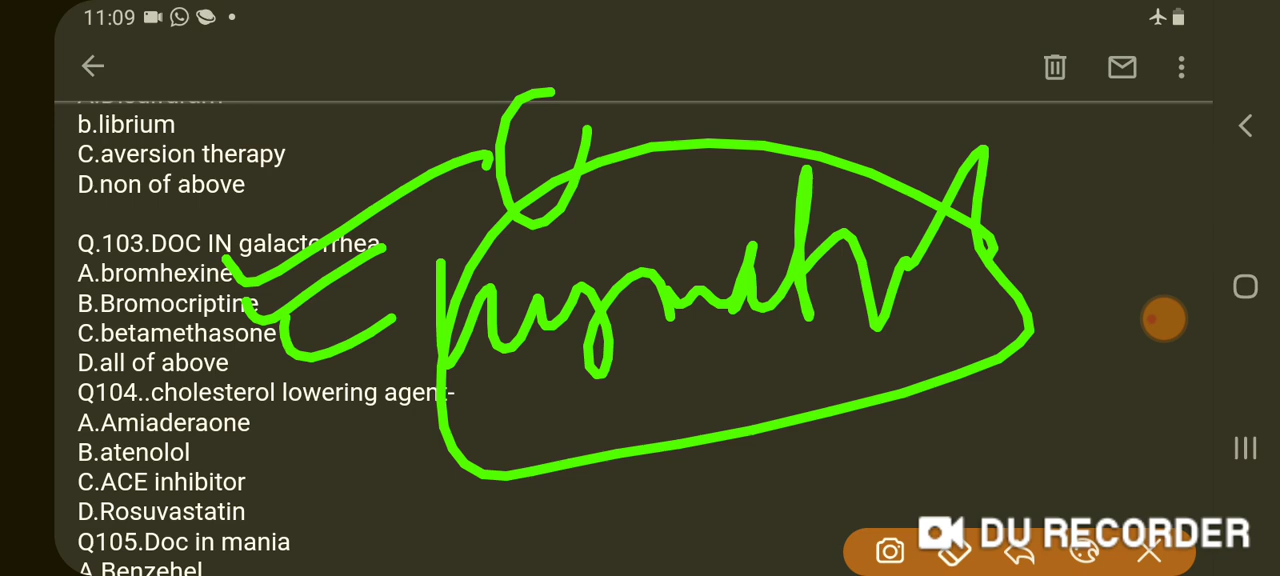 11:09
b.librium
C.aversion therapy
D.non of above
Q.103.DOC IN galactorrhea
A.bromhexine
B.Bromocriptine
C.betamethasone
D.all of above
Q104..cholesterol lowering agent-
A.Amiaderaone
B.atenolol
C.ACE inhibitor
D.Rosuvastatin
Q105.Doc in mania
A.Benzehel
DU RECORDER